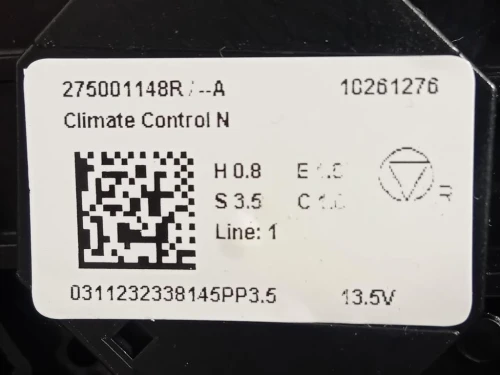 275001148R/--A 10261276
Climate Control N
H 0.8 E
S 3.5 C
R
Line: 1
0311232338145PP3.5 13.5V